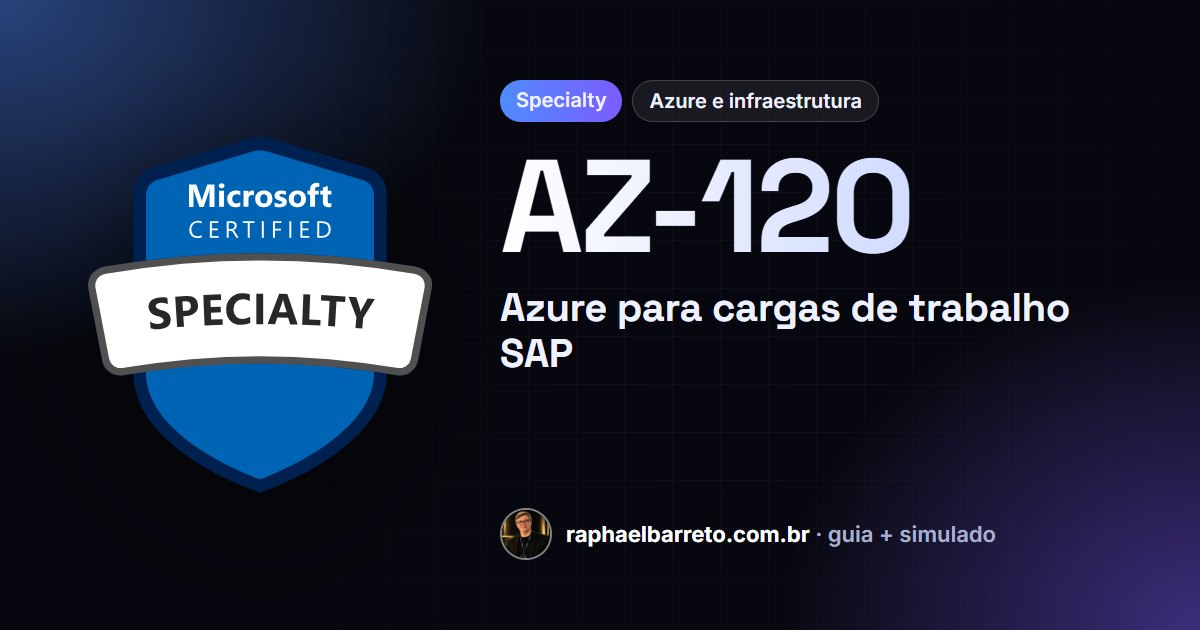 Specialty
Azure e infraestrutura
Microsoft
CERTIFIED
SPECIALTY
AZ-120
Azure para cargas de trabalho
SAP
raphaelbarreto.com.br · guia + simulado